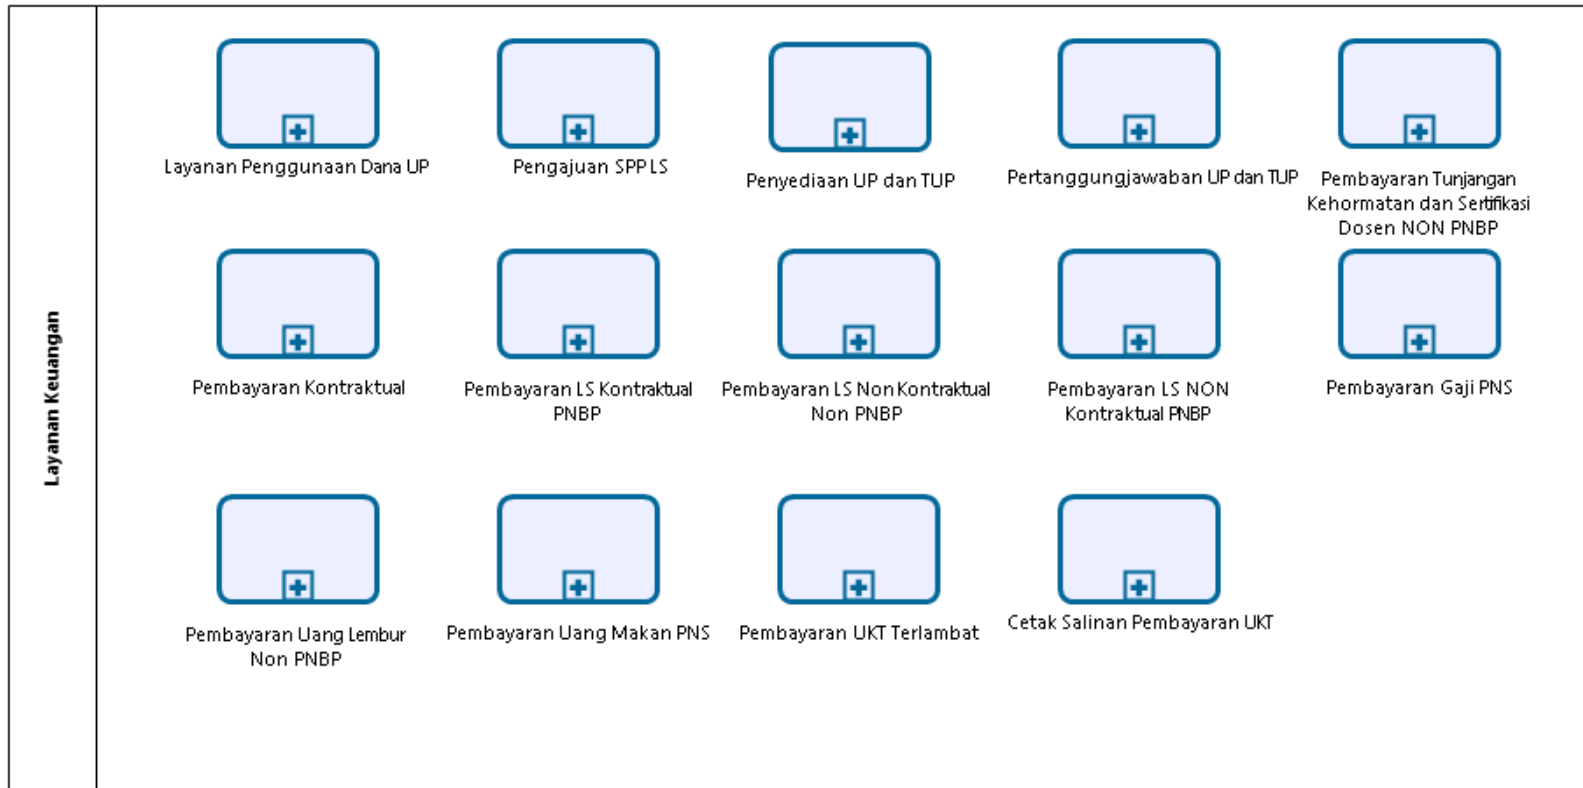 Layanan Keuangan
Layanan Penggunaan Dana UP
Pengajuan SPP LS
Penyediaan UP dan TUP
Pertanggungjawaban UP dan TUP
Pembayaran Tunjangan
Kehormatan dan Sertifikasi
Dosen NON PNBP
Pembayaran Kontraktual
Pembayaran LS Kontraktual
PNBP
Pembayaran LS Non Kontraktual
Non PNBP
Pembayaran LS NON
Kontraktual PNBP
Pembayaran Gaji PNS
Pembayaran Uang Lembur
Non PNBP
Pembayaran Uang Makan PNS
Pembayaran UKT Terlambat
Cetak Salinan Pembayaran UKT